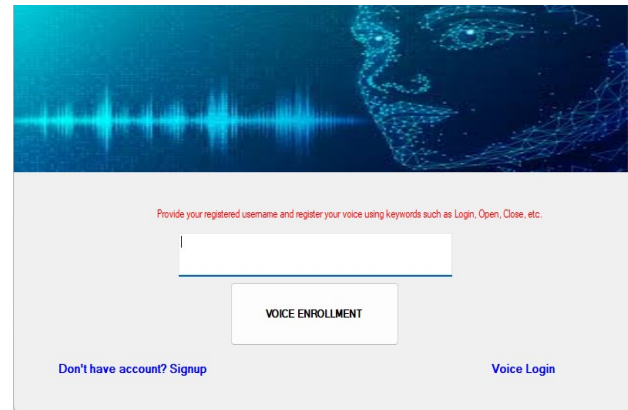 Provide your registered username and register your voice using keywords such as Login, Open, Close, etc.
VOICE ENROLLMENT
Don't have account? Signup
Voice Login